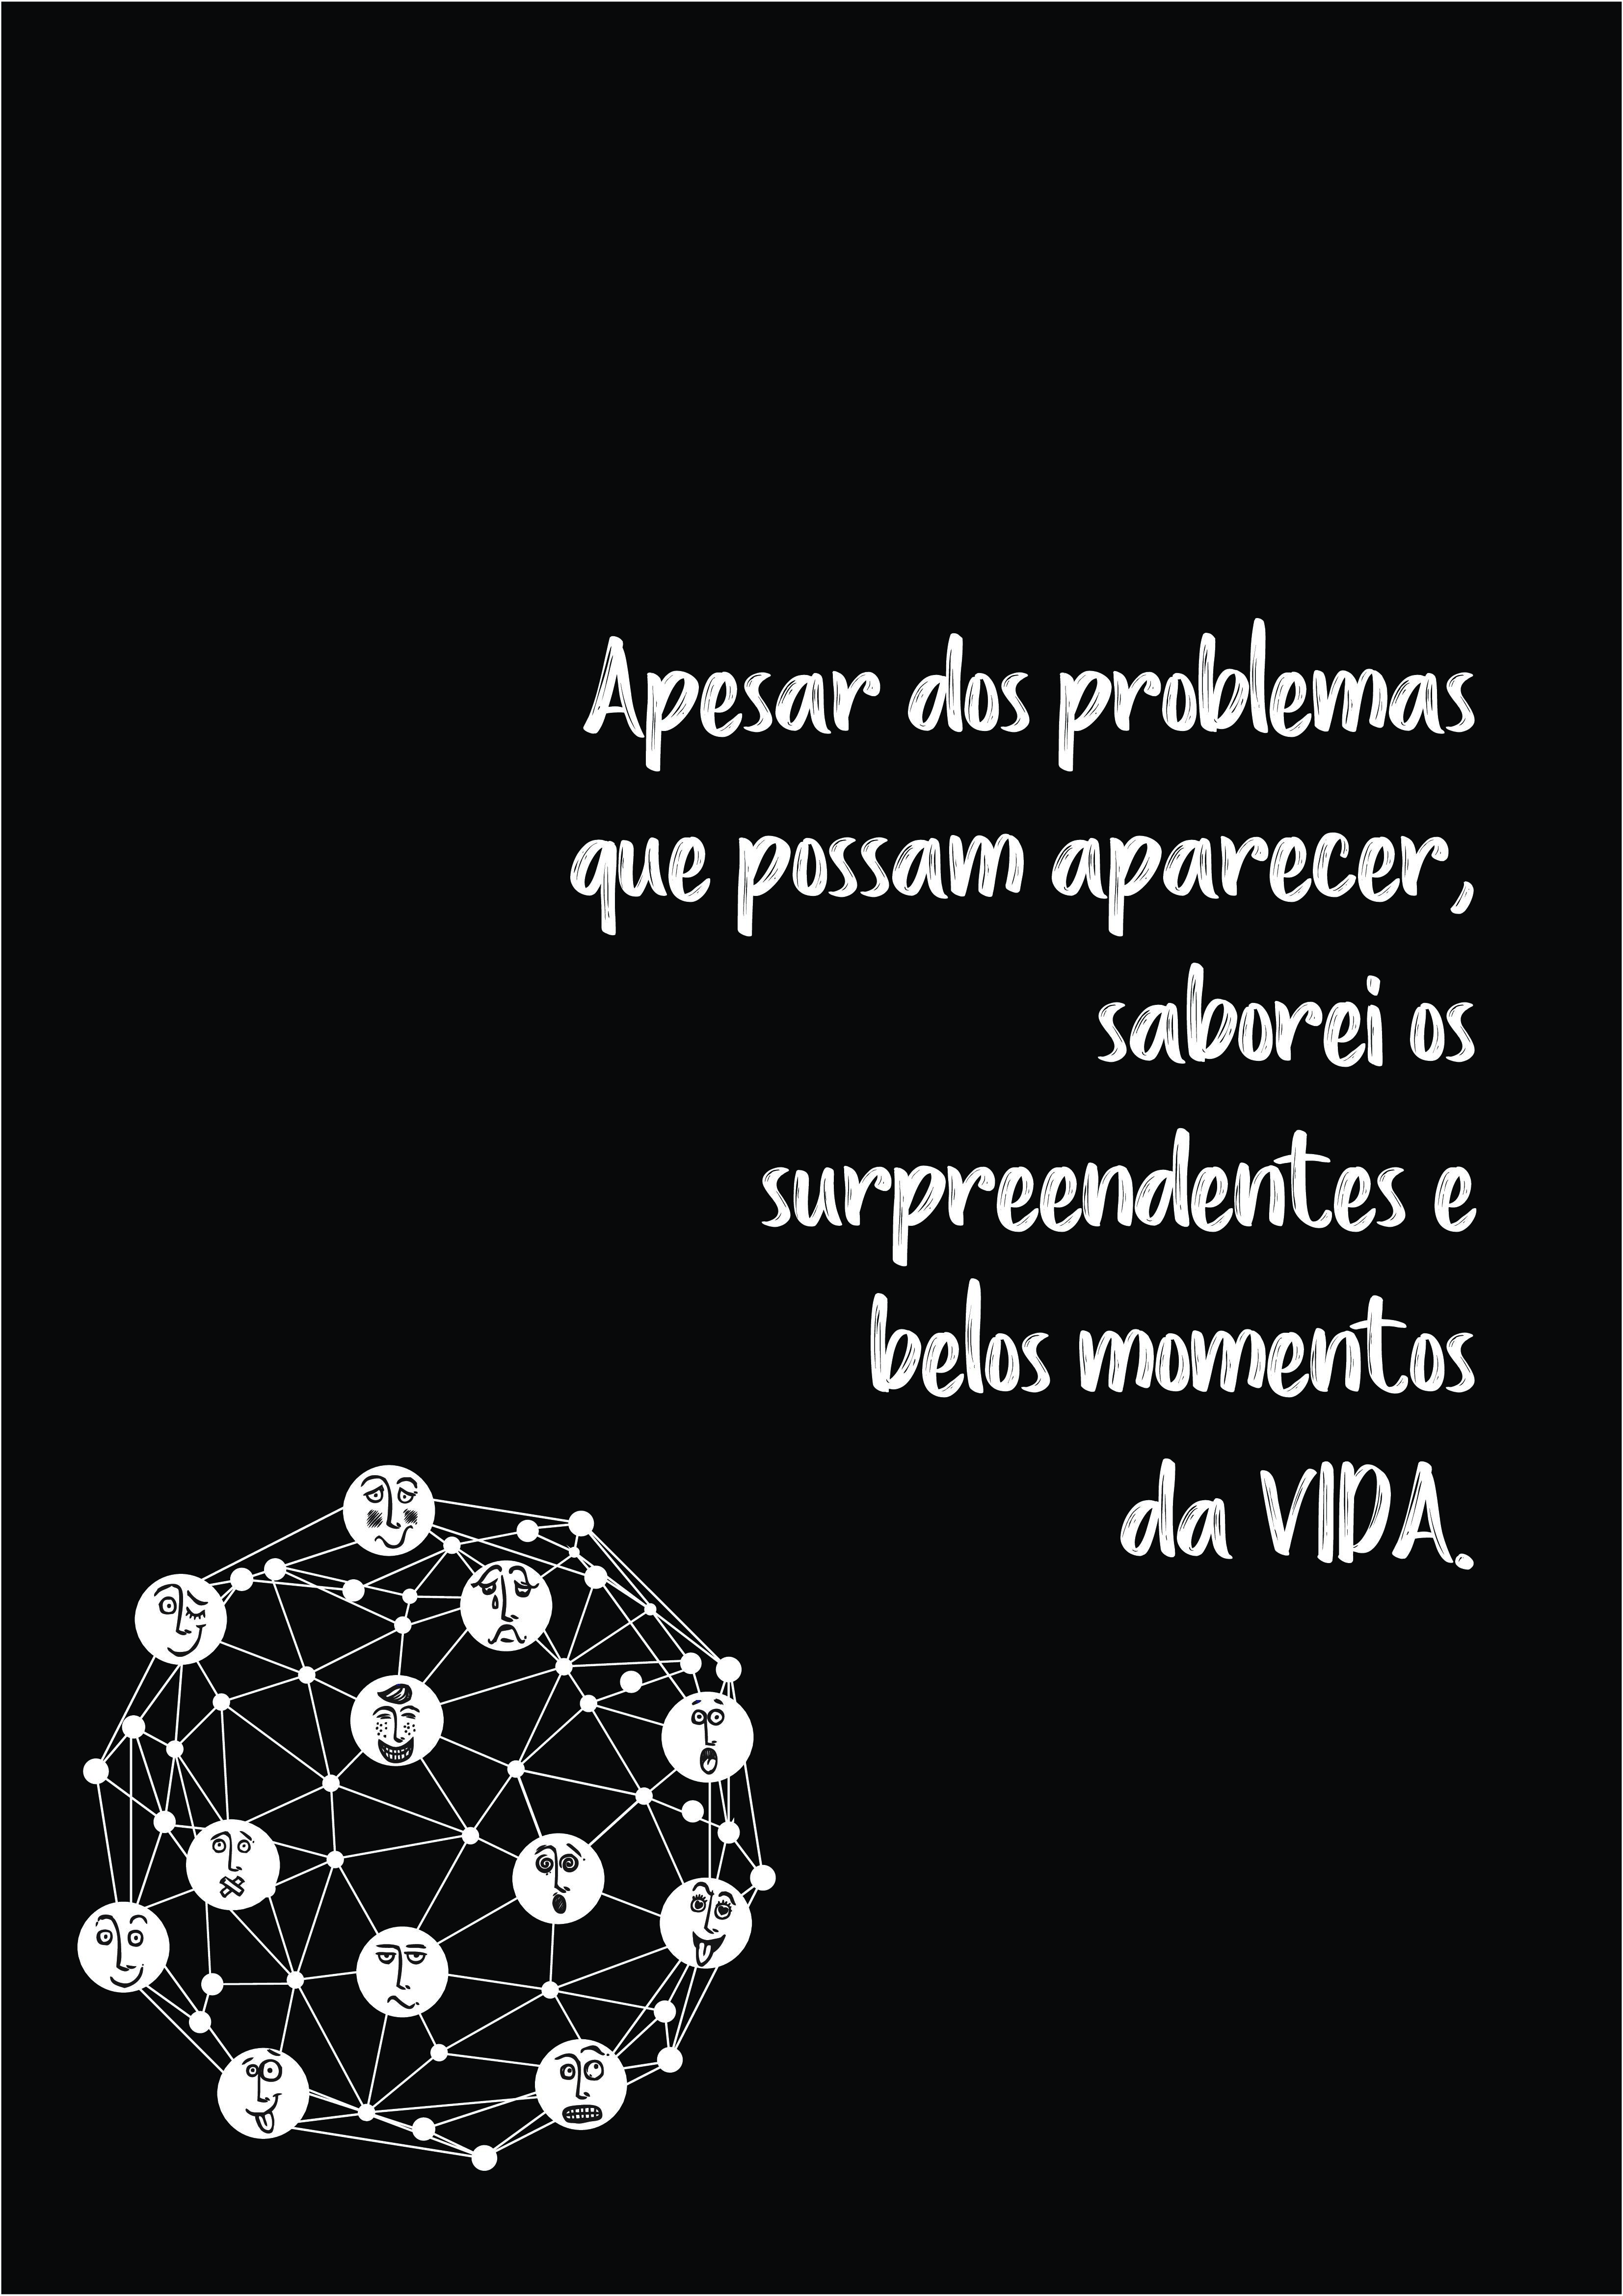 Apesar dos problemas
que possam aparecer,
saborei os
surpreendentes e
belos momentos
da VIDA.